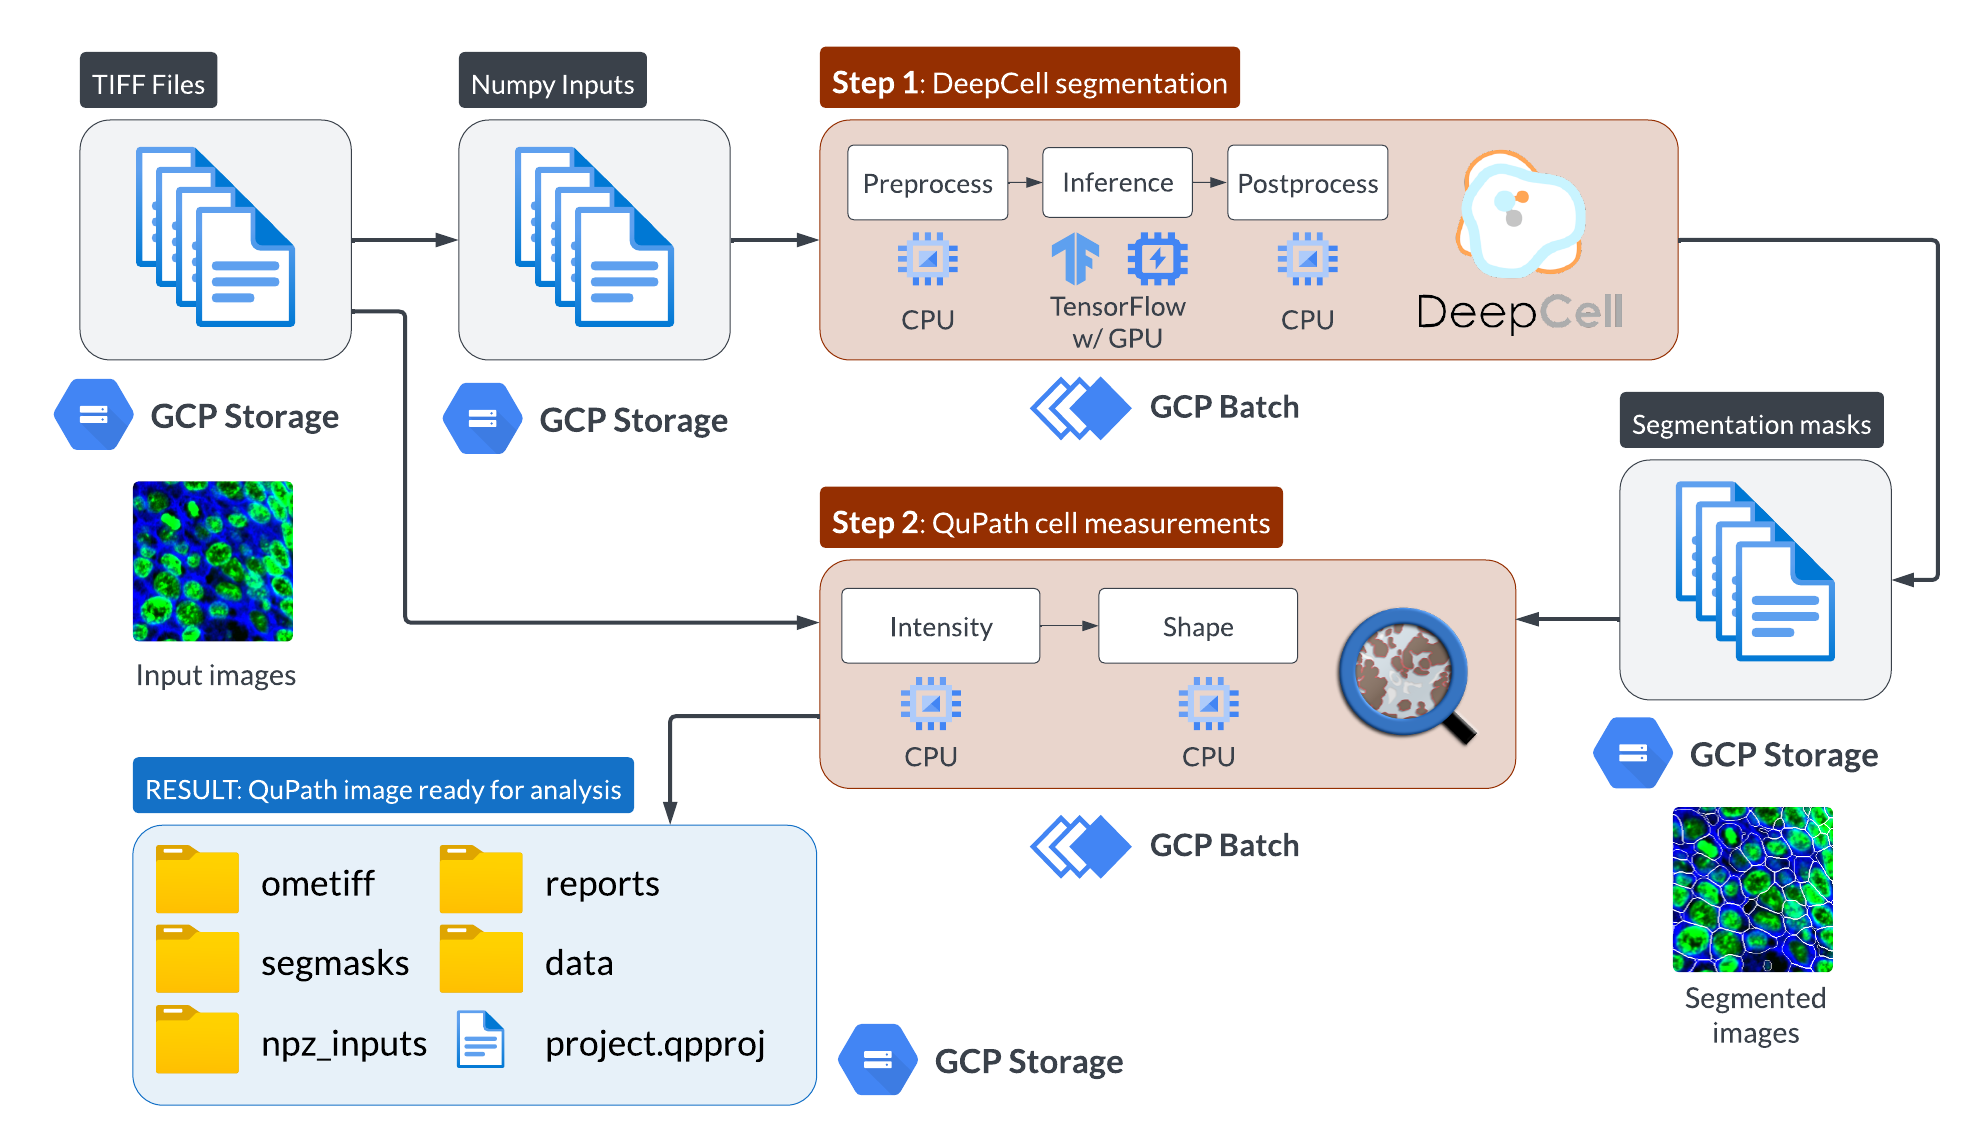 TIFF Files
Numpy Inputs
Step 1: DeepCell segmentation
Preprocess
Inference
Postprocess
CPU
TensorFlow
w/ GPU
CPU
DeepCell
GCP Storage
GCP Storage
GCP Batch
Segmentation masks
Input images
Step 2: QuPath cell measurements
Intensity
Shape
CPU
CPU
GCP Storage
RESULT: QuPath image ready for analysis
GCP Batch
ometiff
reports
segmasks
data
npz_inputs
project.qpproj
GCP Storage
Segmented
images